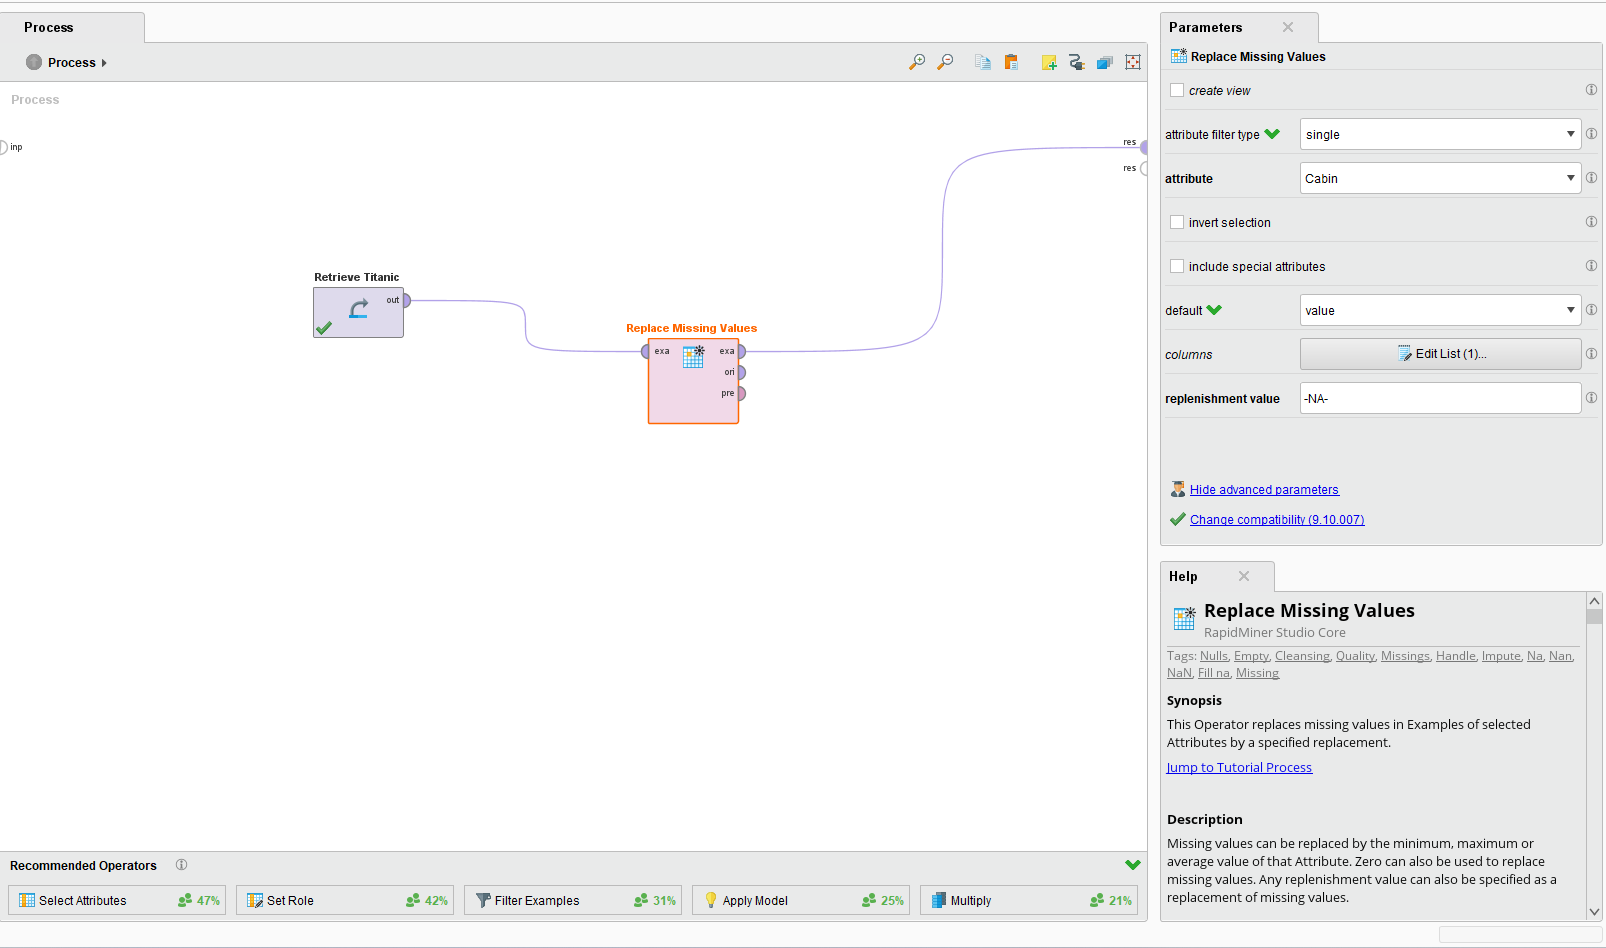 Process
Process
Process
inp
res
res
Retrieve Titanic
out
Replace Missing Values
exa exa
ori
pre
Recommended Operators
Select Attributes 47%
Set Role 42%
Filter Examples 31%
Apply Model 25%
Multiply 21%
Parameters
Replace Missing Values
create view
attribute filter type single
attribute Cabin
invert selection
include special attributes
default value
columns Edit List (1)...
replenishment value -NA-
Hide advanced parameters
Change compatibility (9.10.007)
Help
Replace Missing Values
RapidMiner Studio Core
Tags: Nulls, Empty, Cleansing, Quality, Missings, Handle, Impute, Na, Nan,
NaN, Fill na, Missing
Synopsis
This Operator replaces missing values in Examples of selected
Attributes by a specified replacement.
Jump to Tutorial Process
Description
Missing values can be replaced by the minimum, maximum or
average value of that Attribute. Zero can also be used to replace
missing values. Any replenishment value can also be specified as a
replacement of missing values.